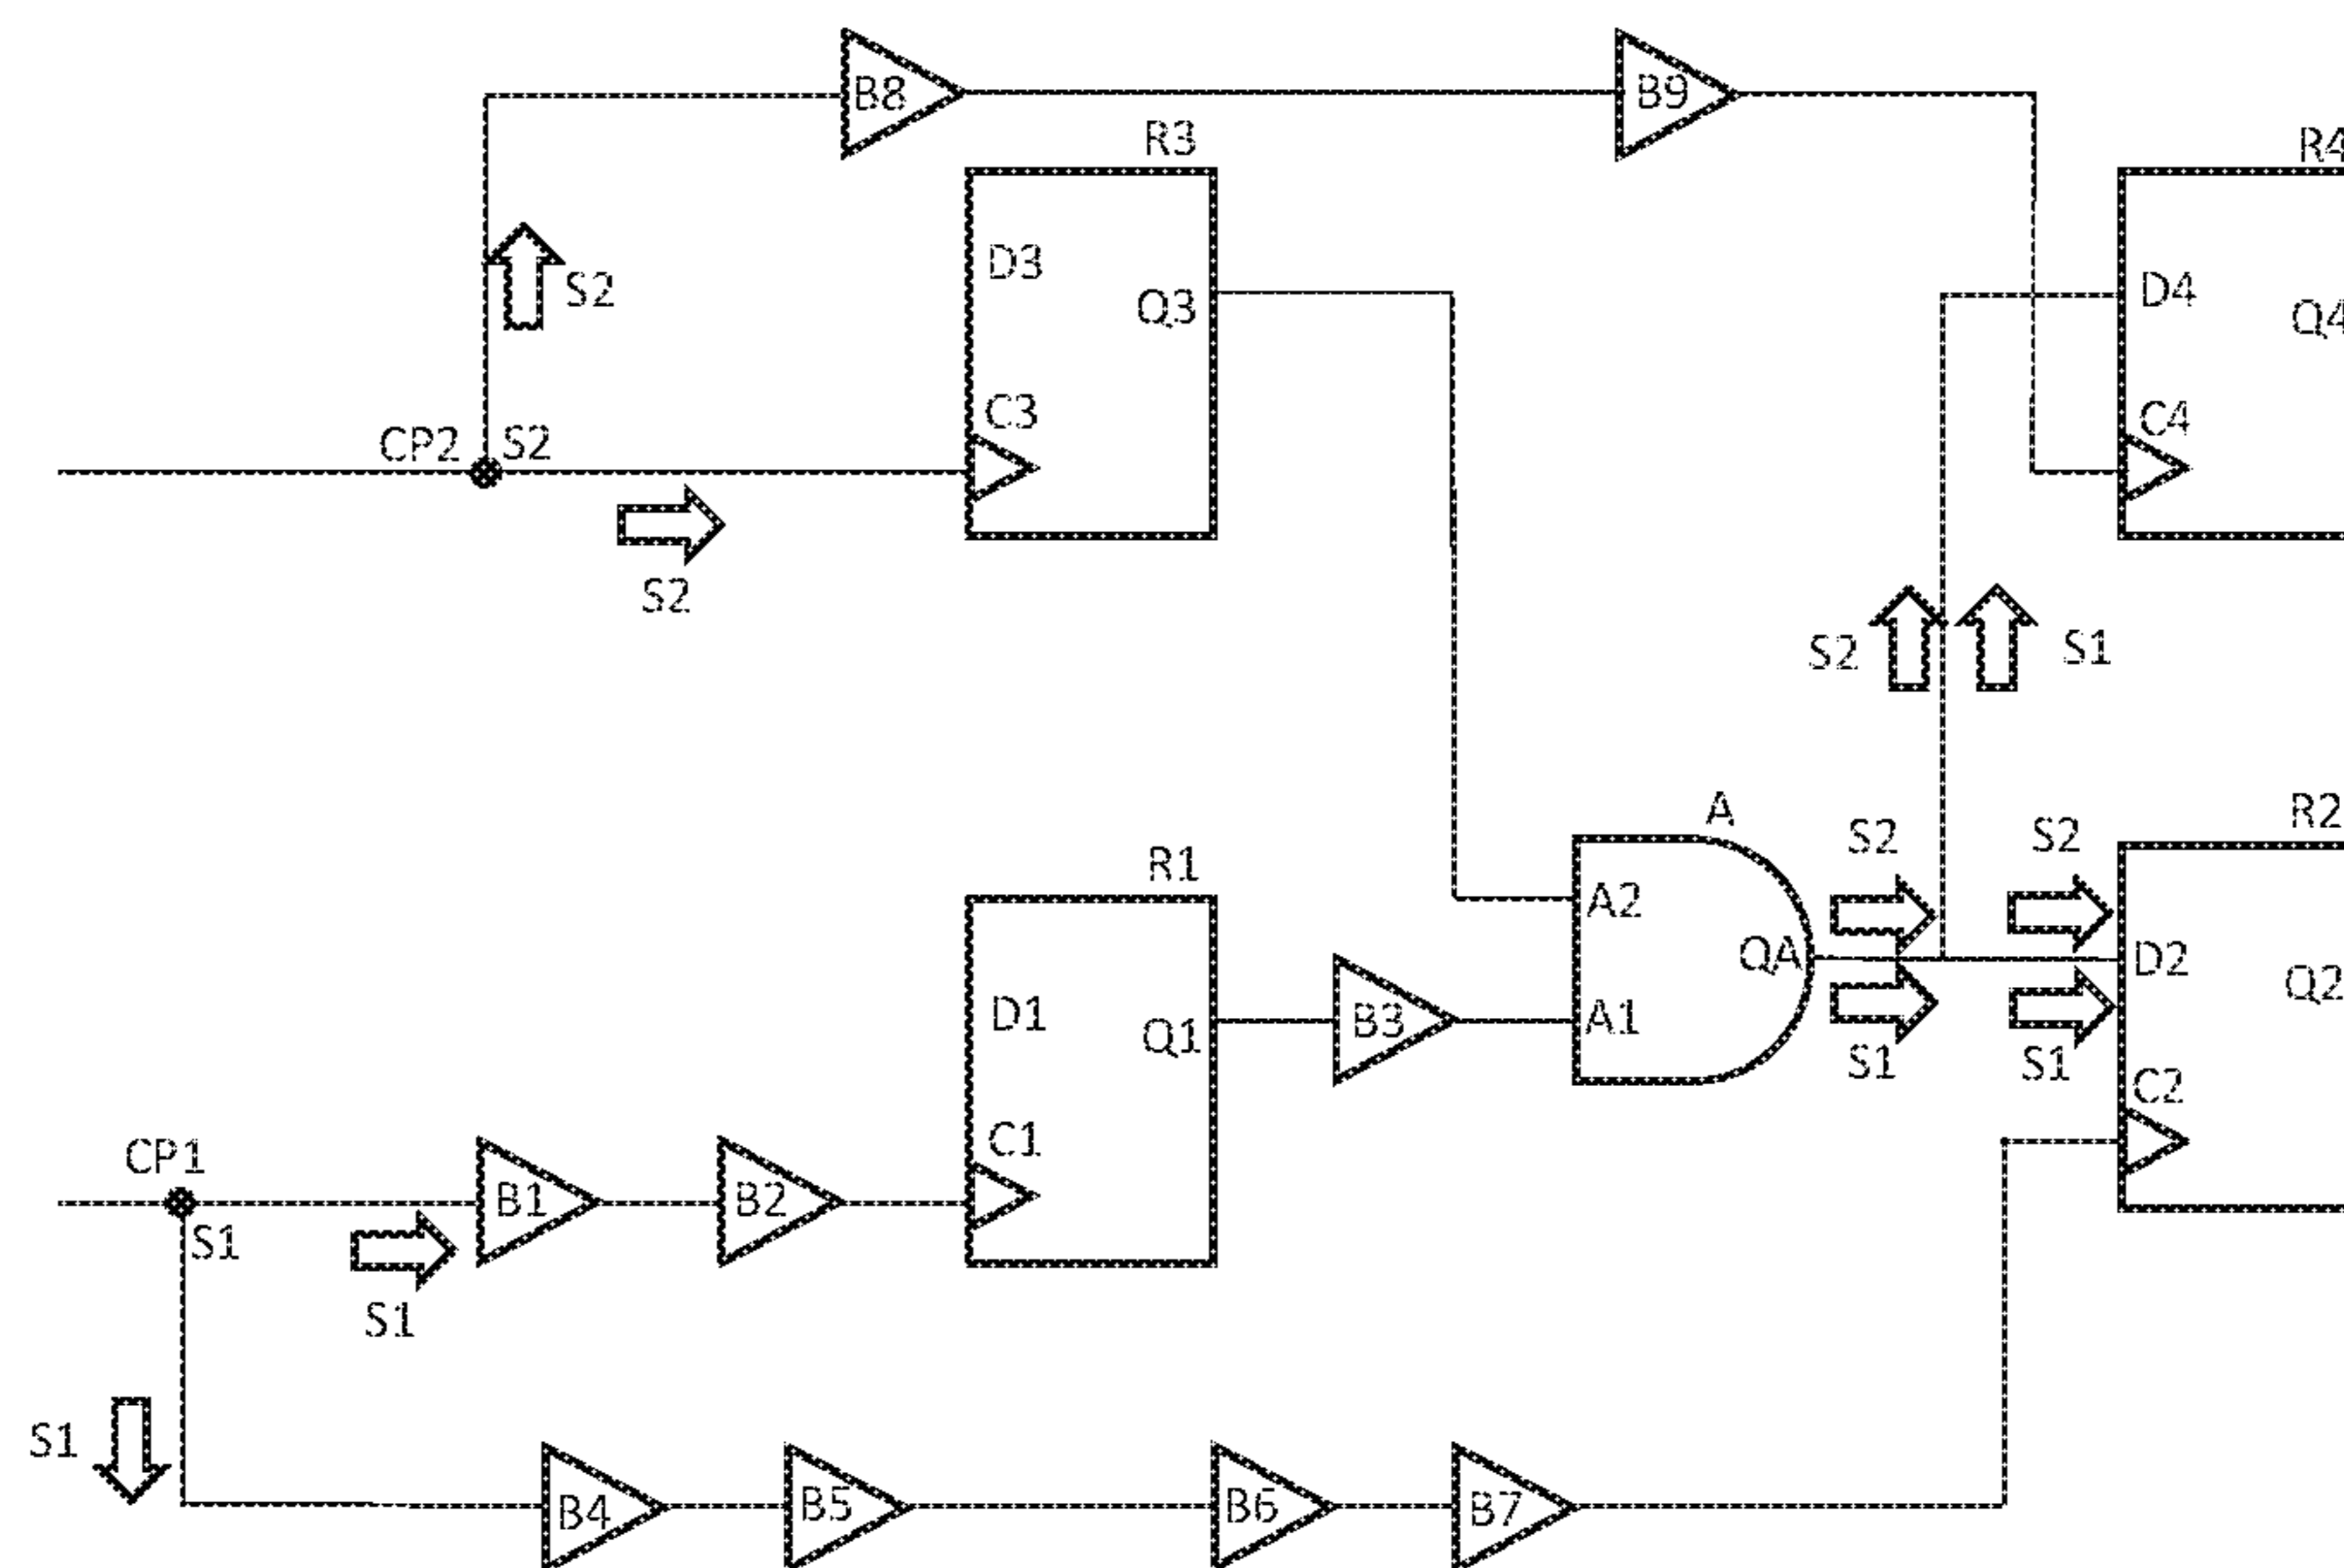 B8
B9
R3
R4
D3
S2
D4
Q3
Q4
C3
C4
CP2 S2
S2
S2
S1
A
R2
S2
S2
R1
A2
QA
D2
Q2
D1
Q1
B3
A1
S1
S1
C2
C1
CP1
B1
B2
S1
S1
S1
B4
B5
B6
B7